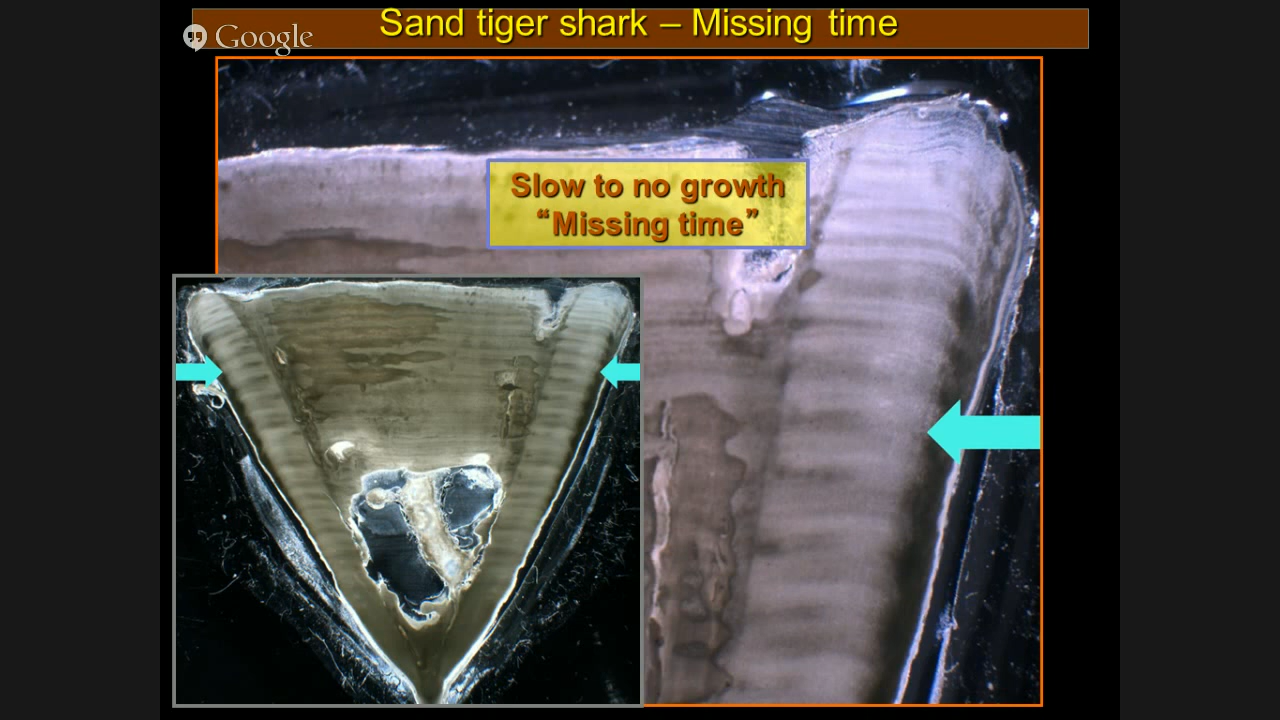 Sand tiger shark – Missing time
Google
Slow to no growth
“Missing time”